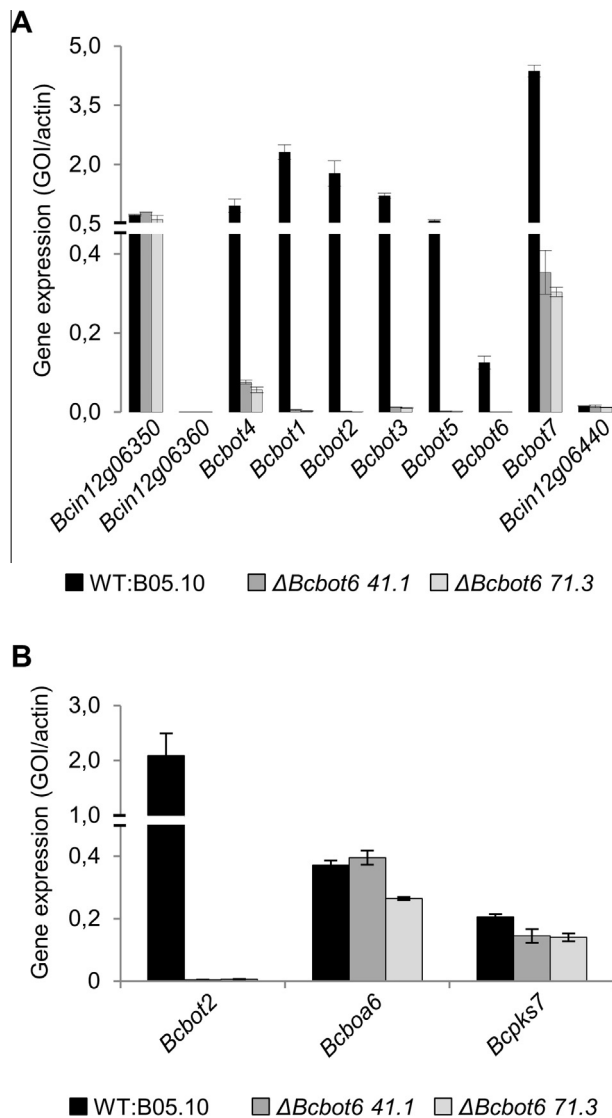 A
Gene expression (GOI/actin)
5,0
3,5
2,0
0,5
0,4
0,2
0,0
Bcin12g06350
Bcin12g06360
Bcbot4
Bcbot1
Bcbot2
Bcbot3
Bcbot5
Bcbot6
Bcbot7
Bcin12g06440
WT:B05.10 ΔBcbot6 41.1 ΔBcbot6 71.3
B
Gene expression (GOI/actin)
3,0
2,0
1,0
0,4
0,2
0
Bcbot2
Bcboa6
Bcpks7
WT:B05.10 ΔBcbot6 41.1 ΔBcbot6 71.3